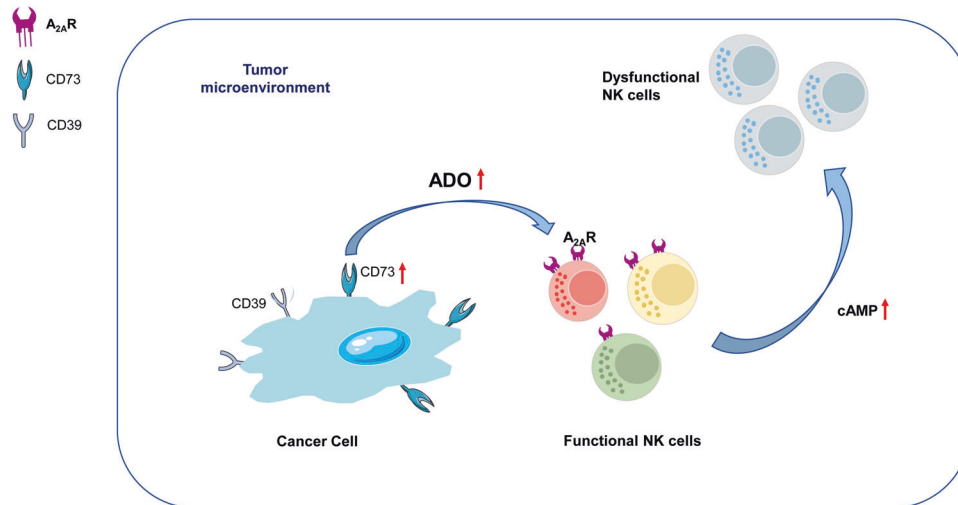 A2AR
CD73
CD39
Tumor
microenvironment
Dysfunctional
NK cells
ADO
A2AR
CD73
CD39
cAMP
Cancer Cell
Functional NK cells